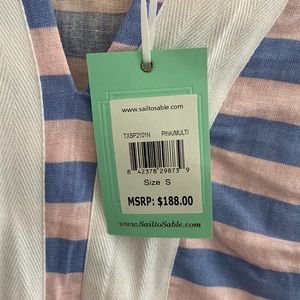 www.sailtosable.com
TXSP2101N PINK/MULTI
8 42378 29873 9
Size S
MSRP: $188.00
www.SailtoSable.com